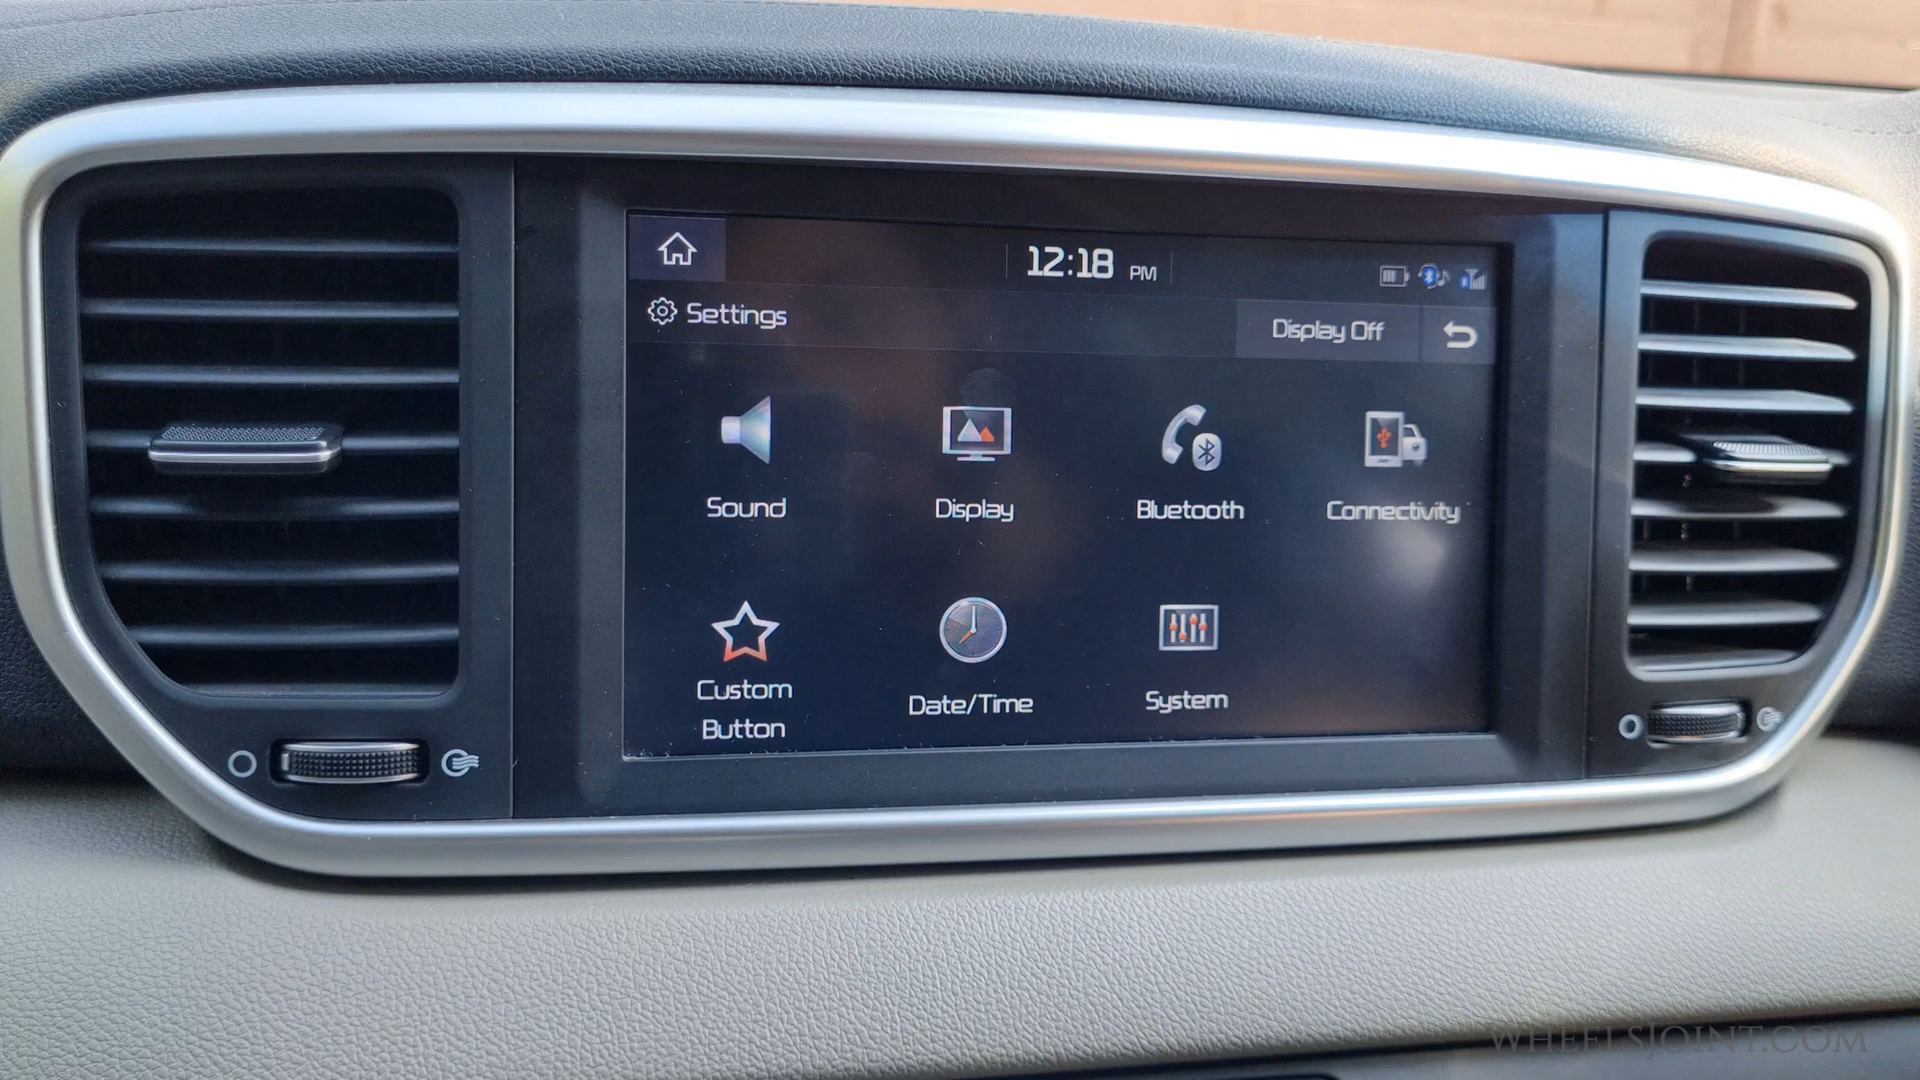 12:18 PM
Settings
Display Off
Sound
Display
Bluetooth
Connectivity
Custom
Button
Date/Time
System
WHEELSJOINT.COM